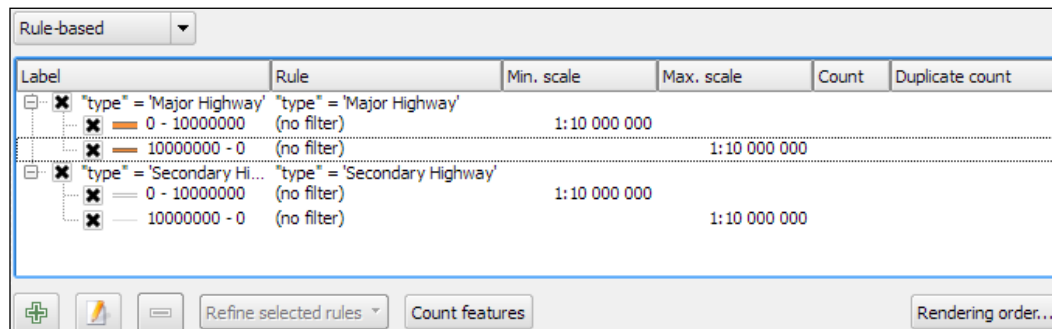 Rule-based
Label Rule Min. scale Max. scale Count Duplicate count
"type" = 'Major Highway' "type" = 'Major Highway'
0 - 10000000 (no filter) 1:10 000 000
10000000 - 0 (no filter) 1:10 000 000
"type" = 'Secondary Hi... "type" = 'Secondary Highway'
0 - 10000000 (no filter) 1:10 000 000
10000000 - 0 (no filter) 1:10 000 000
Refine selected rules Count features Rendering order...